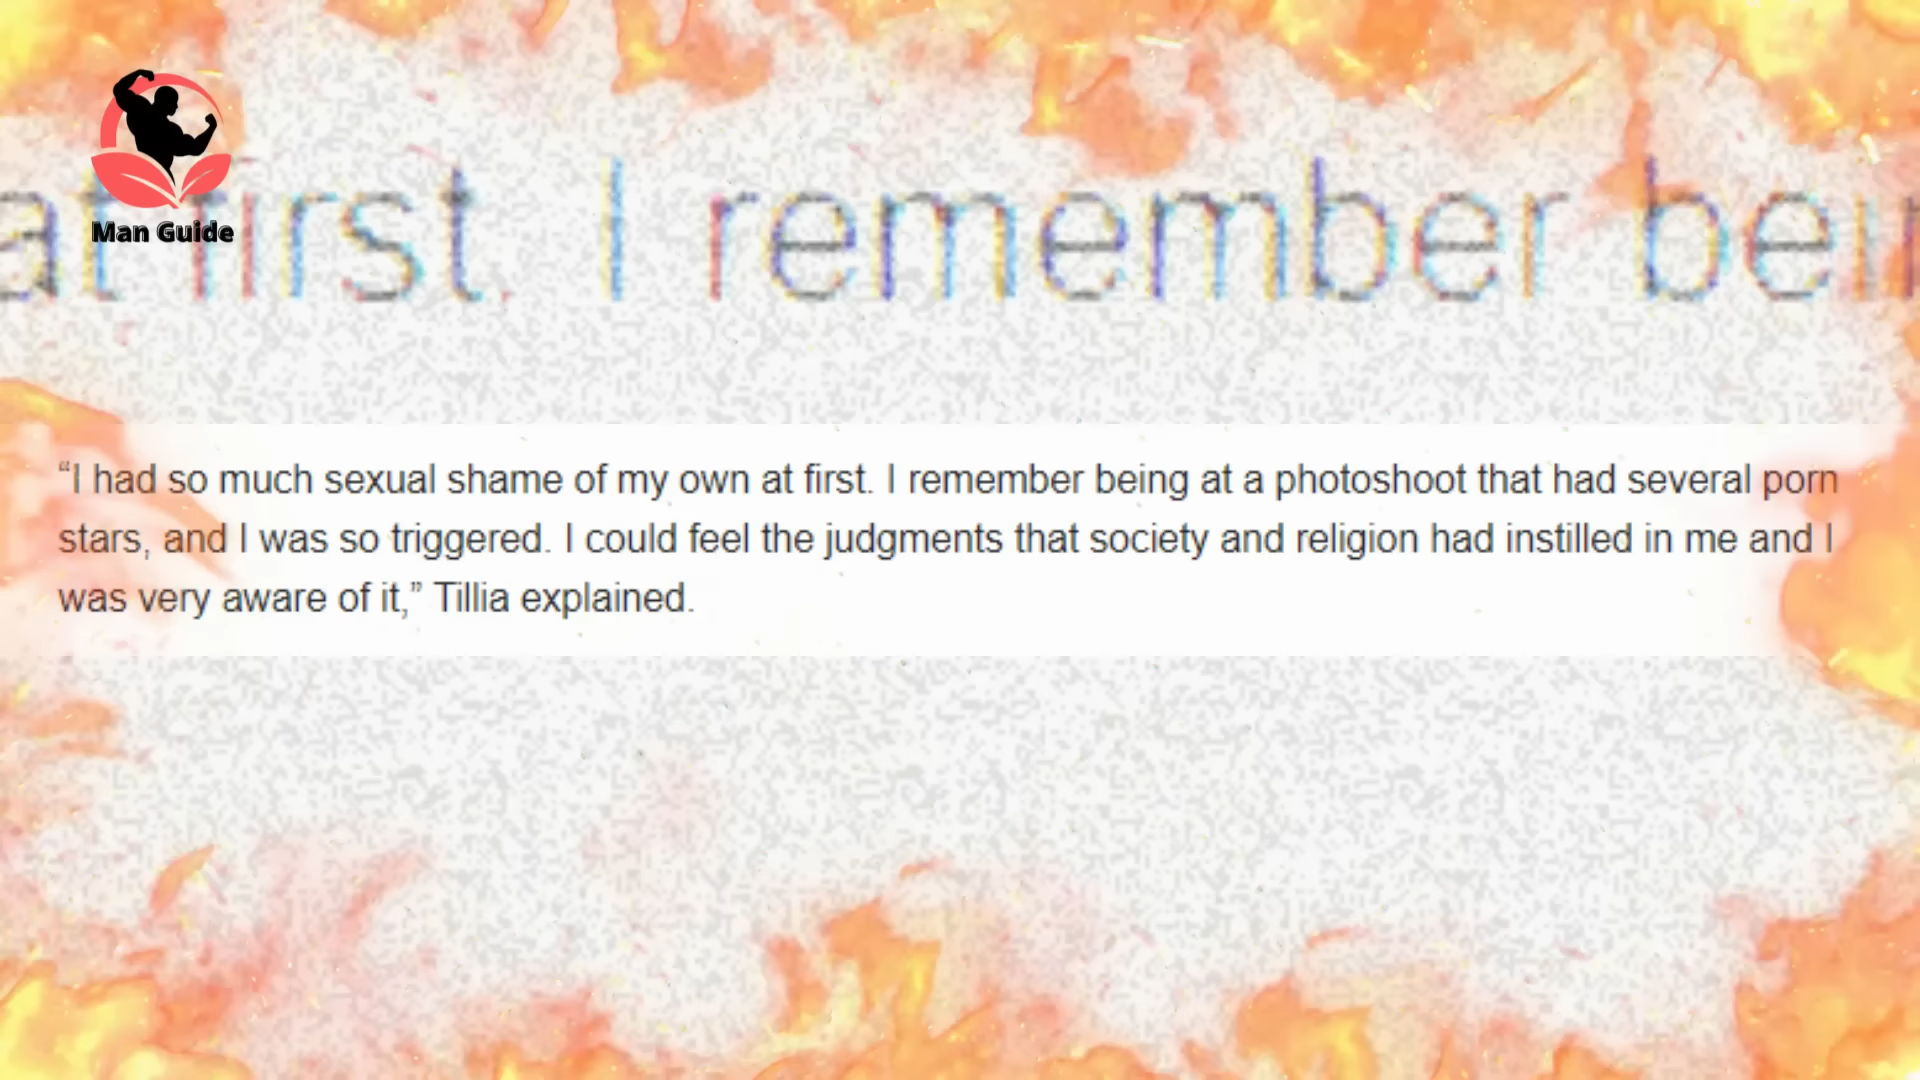 at first. I remember bein
Man Guide
“I had so much sexual shame of my own at first. I remember being at a photoshoot that had several porn
stars, and I was so triggered. I could feel the judgments that society and religion had instilled in me and I
was very aware of it,” Tillia explained.